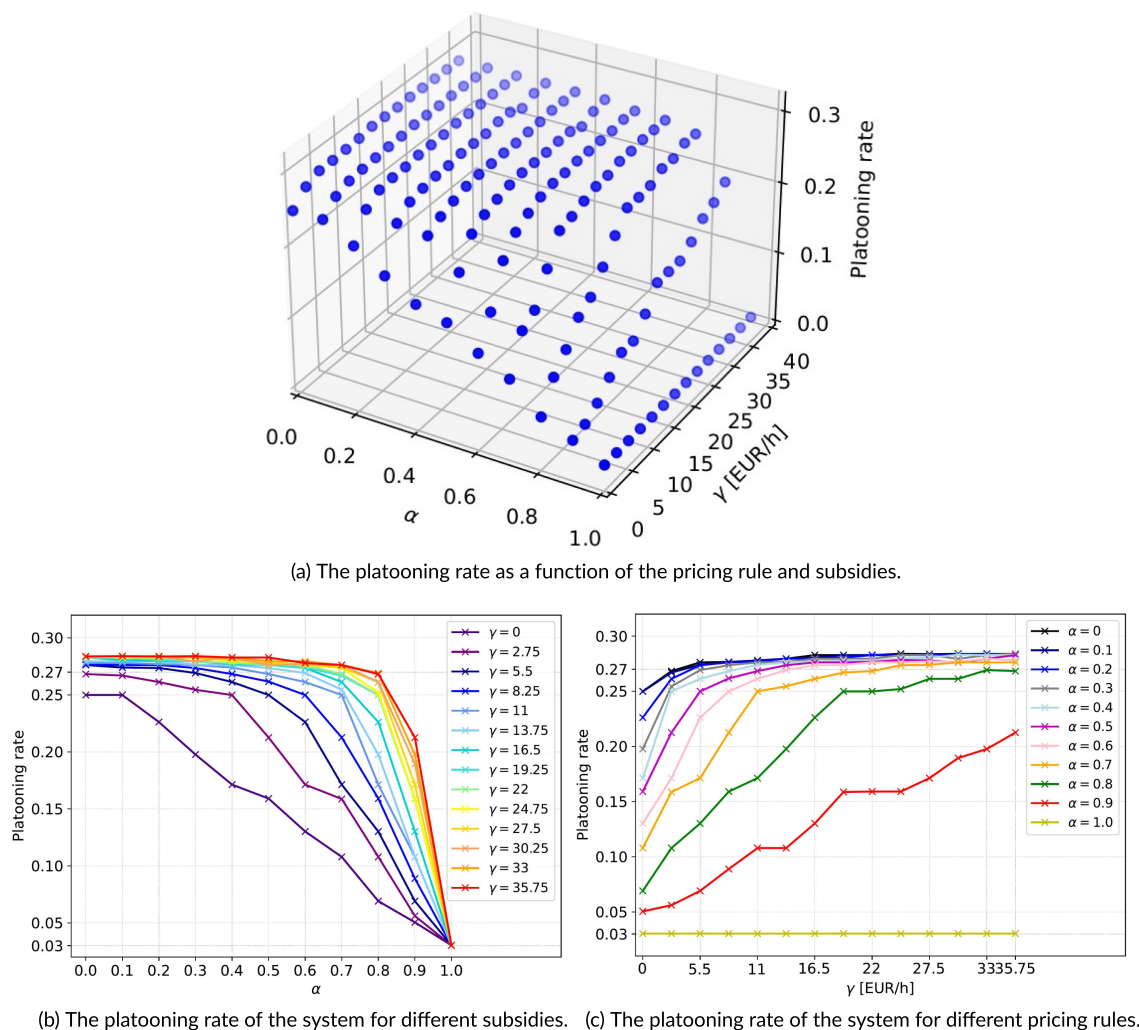 0.3
0.2
0.1
0.0
Platooning rate
40
35
30
25
20
15
10
5
0
γ [EUR/h]
0.0
0.2
0.4
0.6
0.8
1.0
α
(a) The platooning rate as a function of the pricing rule and subsidies.
0.30
0.27
0.25
0.20
0.15
0.10
0.05
0.03
Platooning rate
0.0 0.1 0.2 0.3 0.4 0.5 0.6 0.7 0.8 0.9 1.0
α
γ = 0
γ = 2.75
γ = 5.5
γ = 8.25
γ = 11
γ = 13.75
γ = 16.5
γ = 19.25
γ = 22
γ = 24.75
γ = 27.5
γ = 30.25
γ = 33
γ = 35.75
(b) The platooning rate of the system for different subsidies.
0.30
0.27
0.25
0.20
0.15
0.10
0.05
0.03
Platooning rate
0 5.5 11 16.5 22 27.5 3335.75
γ [EUR/h]
α = 0
α = 0.1
α = 0.2
α = 0.3
α = 0.4
α = 0.5
α = 0.6
α = 0.7
α = 0.8
α = 0.9
α = 1.0
(c) The platooning rate of the system for different pricing rules.